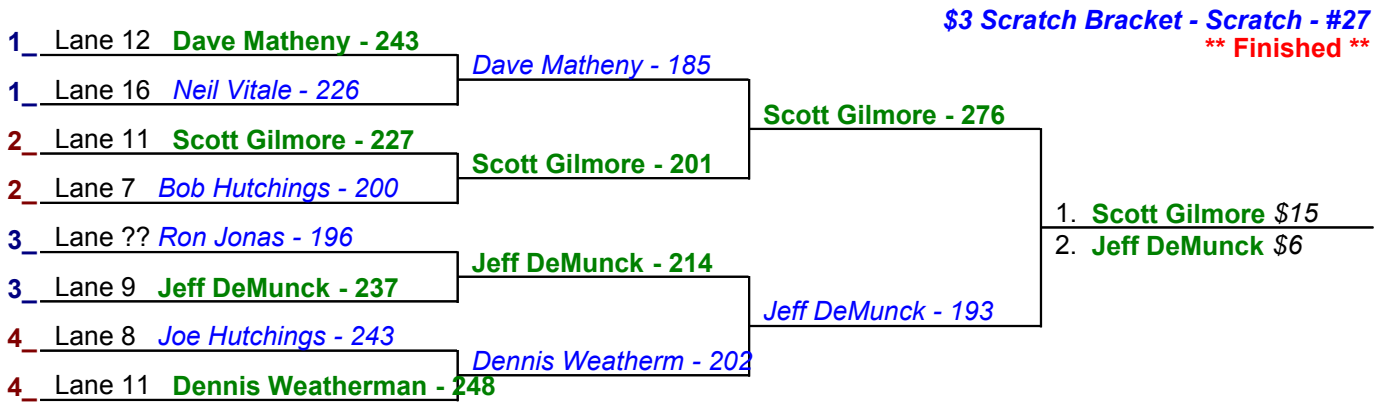 $3 Scratch Bracket - Scratch - #27
** Finished **
1_ Lane 12 Dave Matheny - 243
1_ Lane 16 Neil Vitale - 226
2_ Lane 11 Scott Gilmore - 227
2_ Lane 7 Bob Hutchings - 200
3_ Lane ?? Ron Jonas - 196
3_ Lane 9 Jeff DeMunck - 237
4_ Lane 8 Joe Hutchings - 243
4_ Lane 11 Dennis Weatherman - 248
Dave Matheny - 185
Scott Gilmore - 201
Jeff DeMunck - 214
Dennis Weatherm - 202
Scott Gilmore - 276
Jeff DeMunck - 193
1. Scott Gilmore $15
2. Jeff DeMunck $6